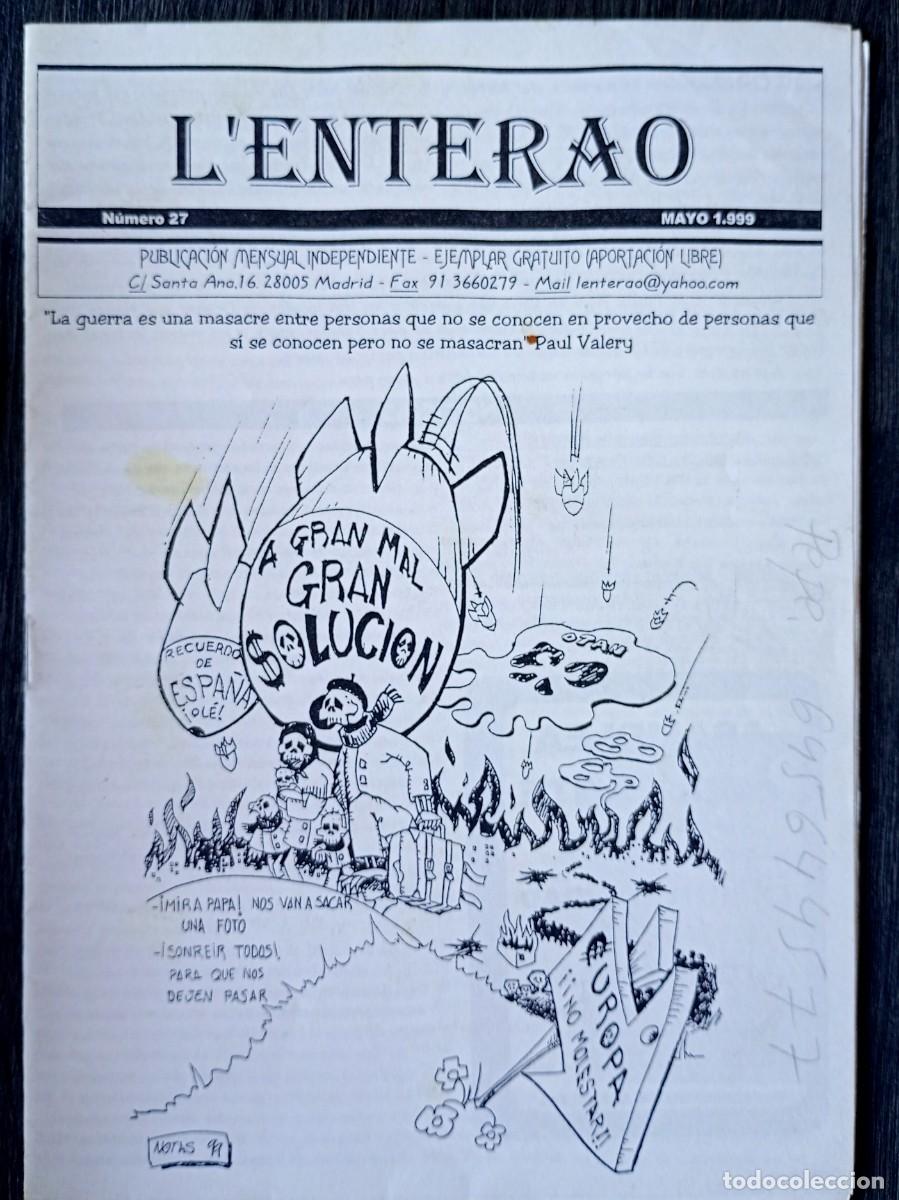 L'ENTERAO
Número 27 MAYO 1.999
PUBLICACIÓN MENSUAL INDEPENDIENTE - EJEMPLAR GRATUITO (APORTACIÓN LIBRE)
C/ Santa Ana,16. 28005 Madrid - Fax 91 3660279 - Mail lenterao@yahoo.com
"La guerra es una masacre entre personas que no se conocen en provecho de personas que
sí se conocen pero no se masacran" Paul Valery
A GRAN MAL
GRAN
$OLUCION
RECUERDO
DE
ESPAÑA
¡OLÉ!
OTAN
-¡MIRA PAPA! NOS VAN A SACAR
UNA FOTO
-¡SONREIR TODOS!,
PARA QUE NOS
DEJEN PASAR
EUROPA
¡¡NO MOLESTAR!!
NOTAS 99
Pepe.
645644577
todocoleccion